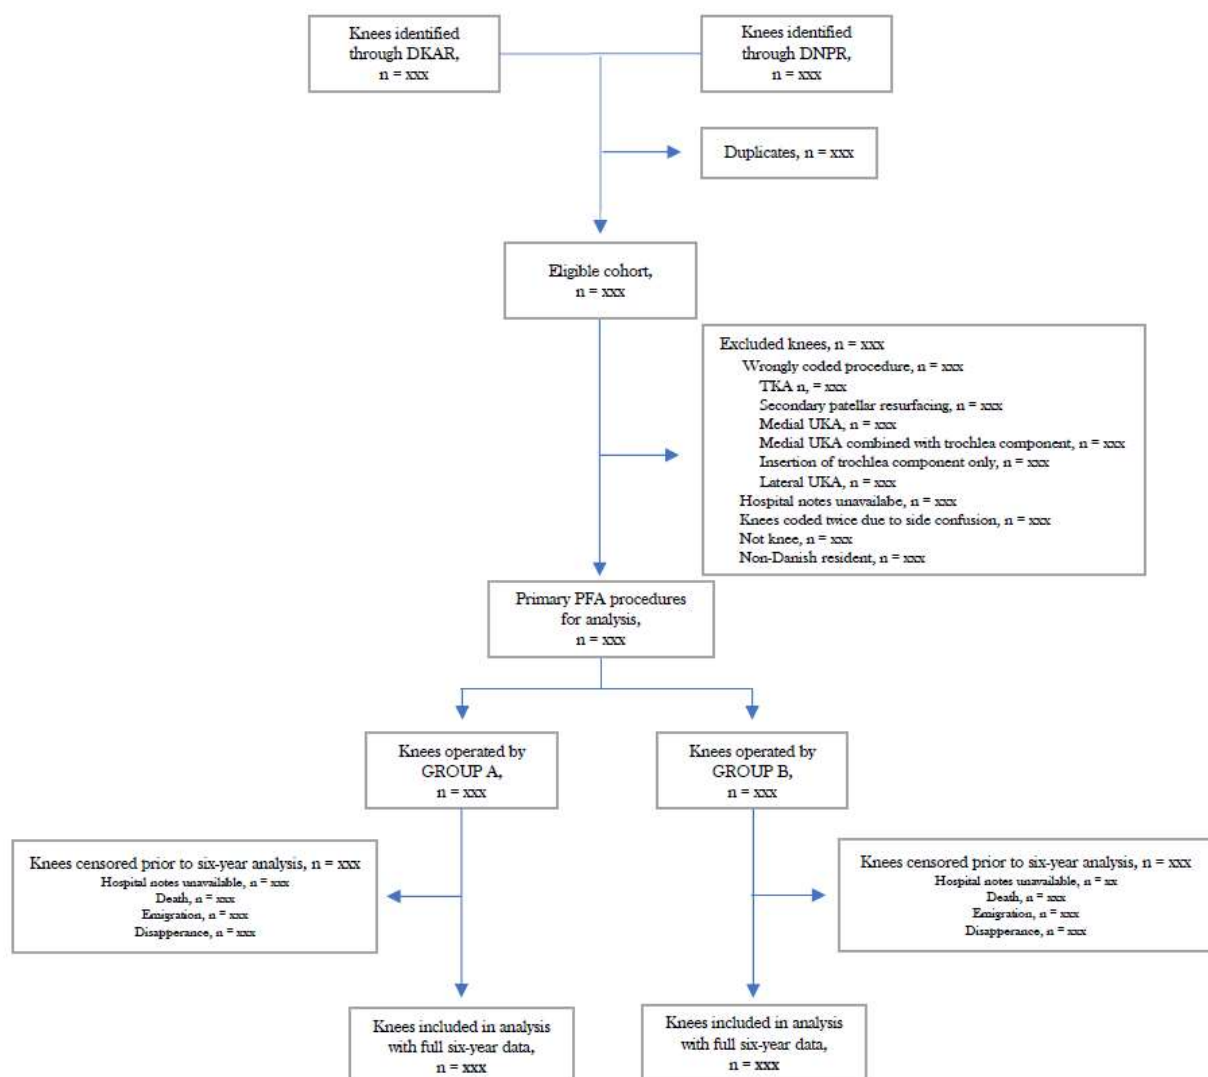 Knees identified
through DKAR,
n = xxx
Knees identified
through DNPR,
n = xxx
Duplicates, n = xxx
Eligible cohort,
n = xxx
Excluded knees, n = xxx
Wrongly coded procedure, n = xxx
TKA n, = xxx
Secondary patellar resurfacing, n = xxx
Medial UKA, n = xxx
Medial UKA combined with trochlea component, n = xxx
Insertion of trochlea component only, n = xxx
Lateral UKA, n = xxx
Hospital notes unavailabe, n = xxx
Knees coded twice due to side confusion, n = xxx
Not knee, n = xxx
Non-Danish resident, n = xxx
Primary PFA procedures
for analysis,
n = xxx
Knees operated by
GROUP A,
n = xxx
Knees operated by
GROUP B,
n = xxx
Knees censored prior to six-year analysis, n = xxx
Hospital notes unavailable, n = xxx
Death, n = xxx
Emigration, n = xxx
Disapperance, n = xxx
Knees censored prior to six-year analysis, n = xxx
Hospital notes unavailable, n = xx
Death, n = xxx
Emigration, n = xxx
Disapperance, n = xxx
Knees included in analysis
with full six-year data,
n = xxx
Knees included in analysis
with full six-year data,
n = xxx